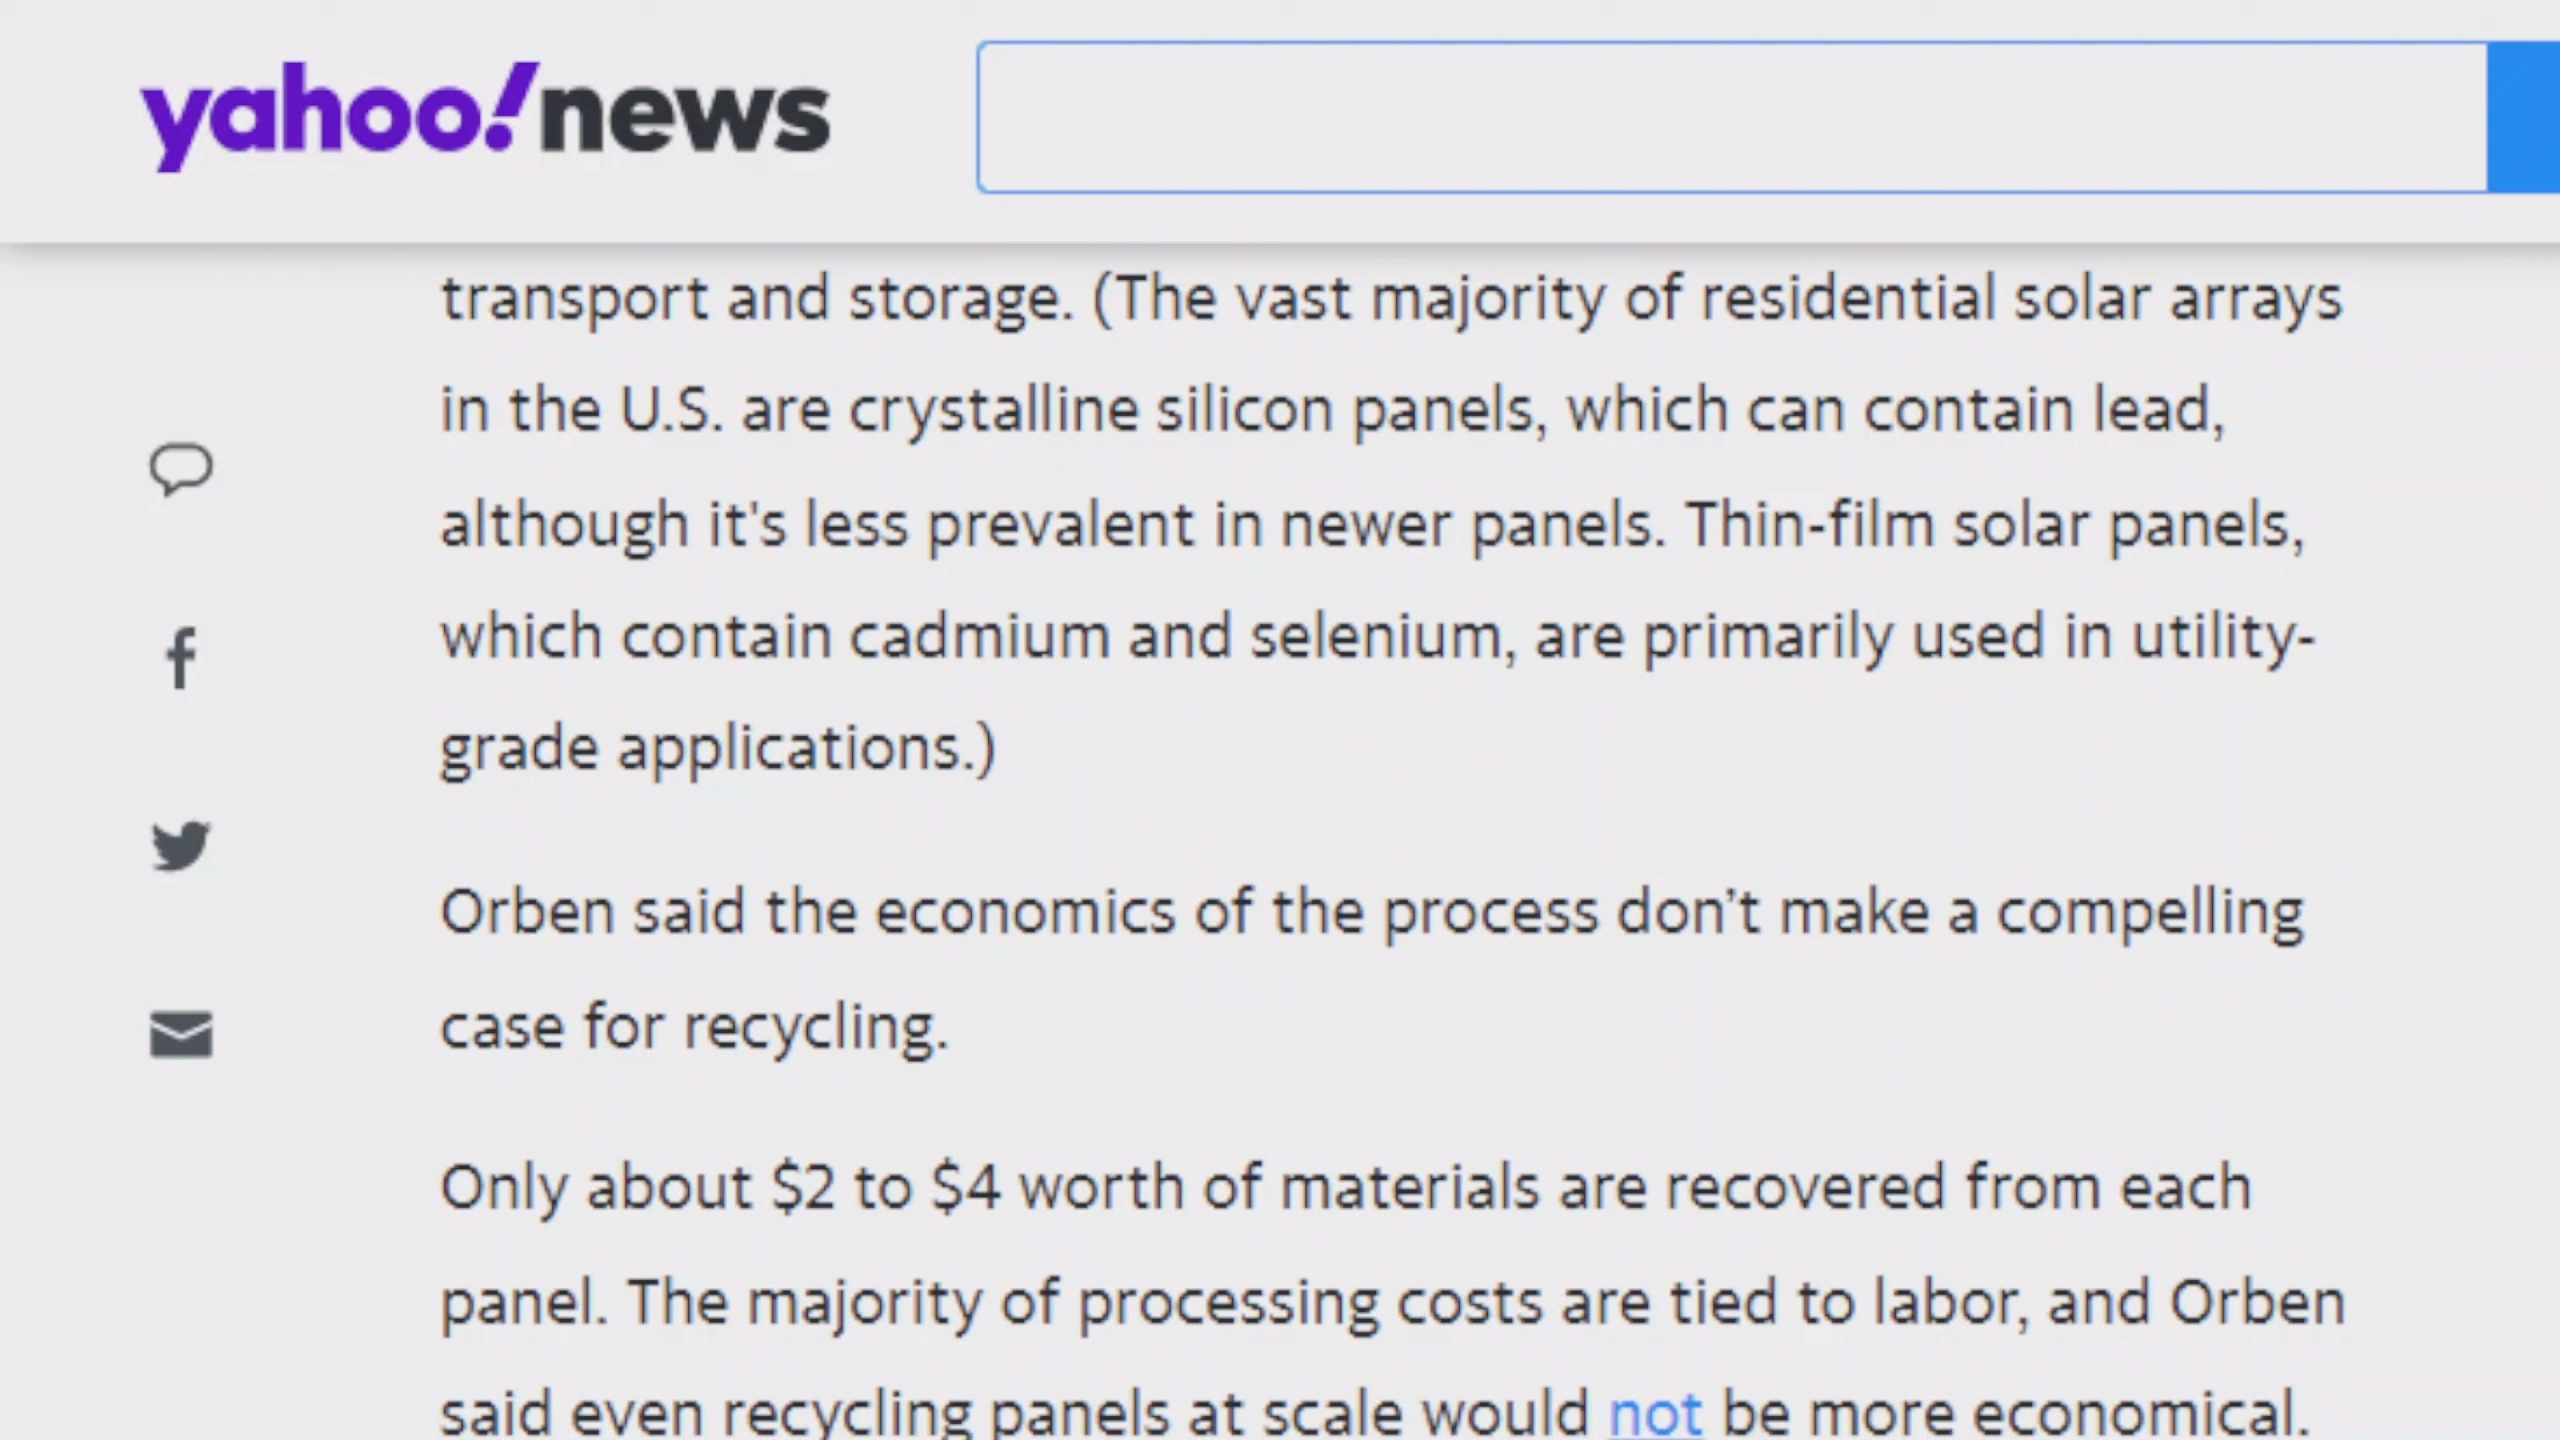 yahoo!news
transport and storage. (The vast majority of residential solar arrays
in the U.S. are crystalline silicon panels, which can contain lead,
although it's less prevalent in newer panels. Thin-film solar panels,
which contain cadmium and selenium, are primarily used in utility-
grade applications.)
Orben said the economics of the process don’t make a compelling
case for recycling.
Only about $2 to $4 worth of materials are recovered from each
panel. The majority of processing costs are tied to labor, and Orben
said even recycling panels at scale would not be more economical.